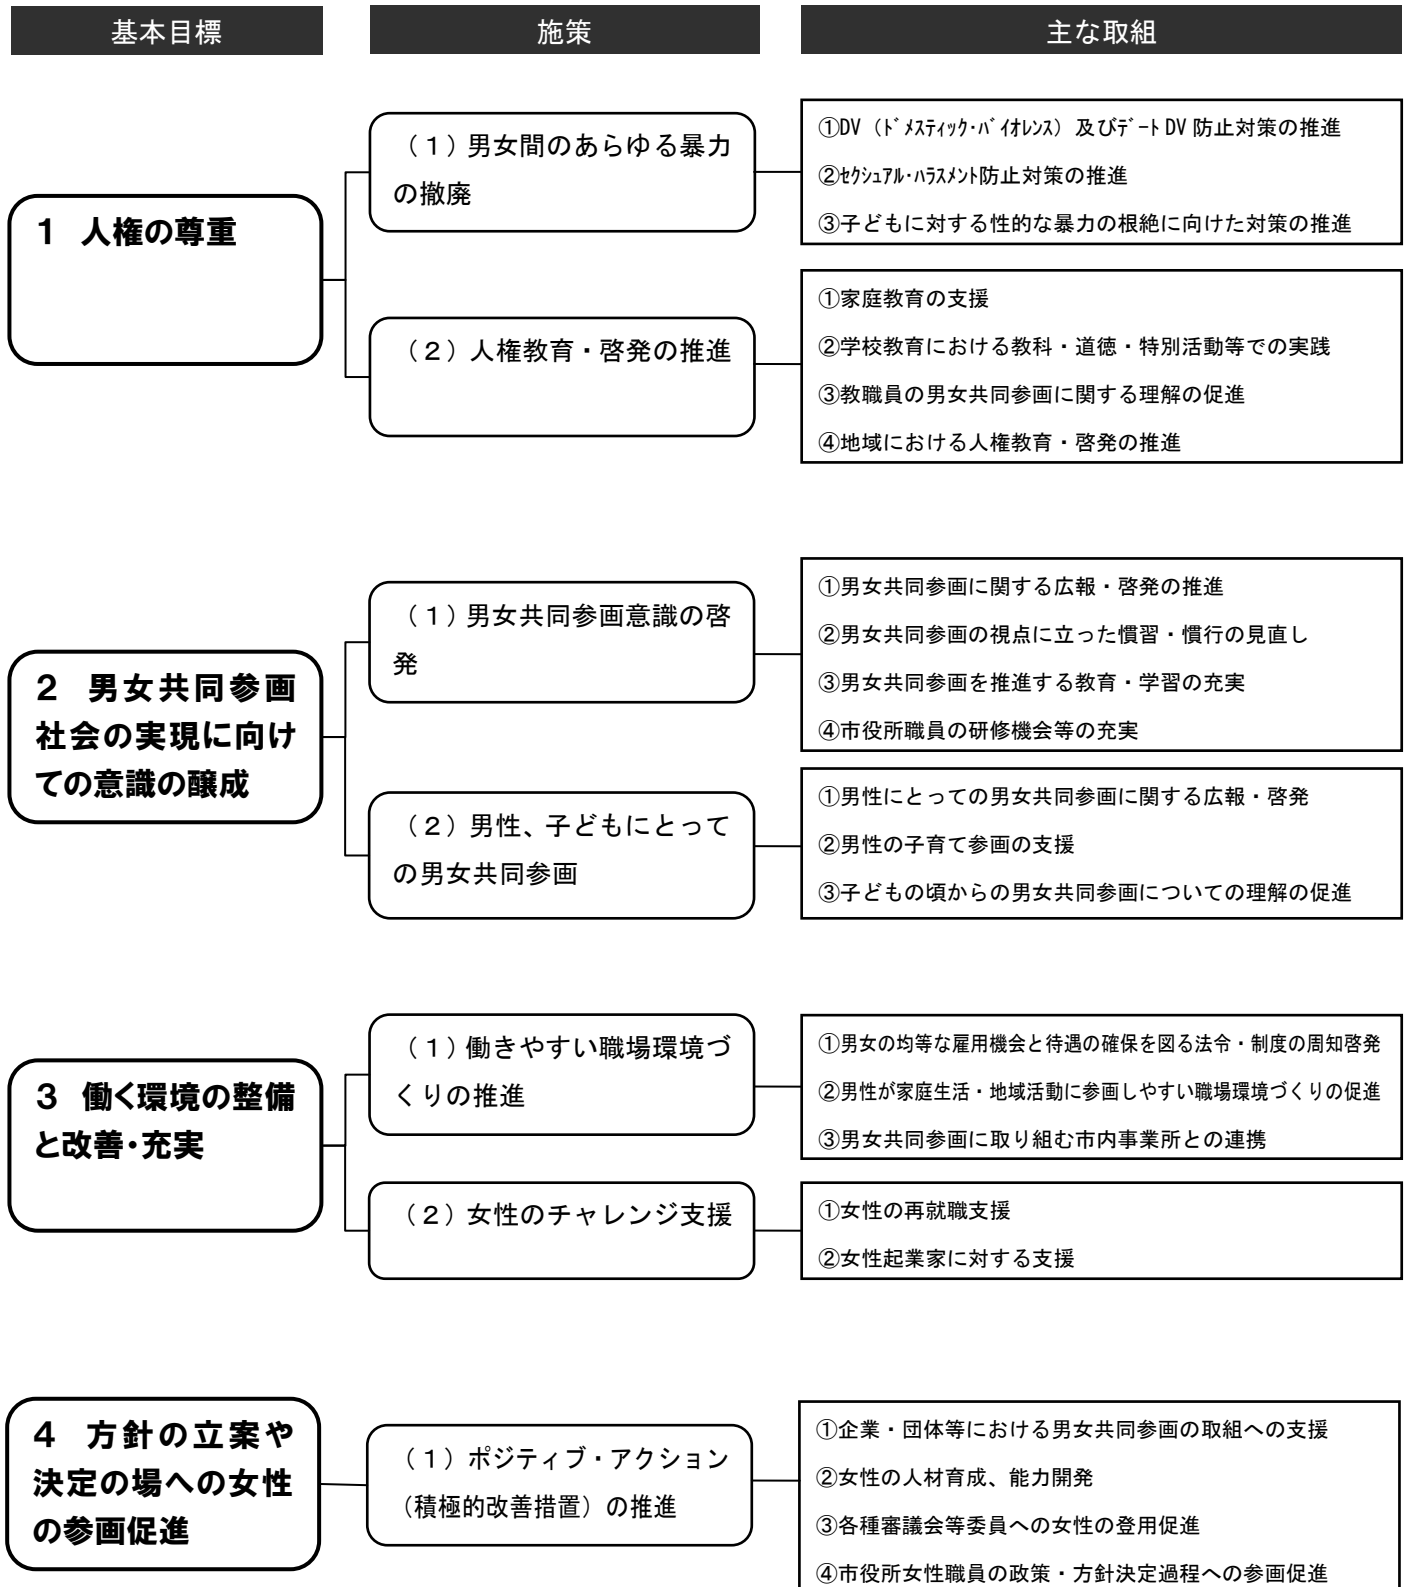 基本目標
施策
主な取組
1 人権の尊重
（1）男女間のあらゆる暴力
の撤廃
①DV（ﾄﾞﾒｽﾃｨｯｸ・ﾊﾞｲｵﾚﾝｽ）及びﾃﾞｰﾄDV防止対策の推進
②ｾｸｼｭｱﾙ・ﾊﾗｽﾒﾝﾄ防止対策の推進
③子どもに対する性的な暴力の根絶に向けた対策の推進
（2）人権教育・啓発の推進
①家庭教育の支援
②学校教育における教科・道徳・特別活動等での実践
③教職員の男女共同参画に関する理解の促進
④地域における人権教育・啓発の推進
2 男女共同参画
社会の実現に向け
ての意識の醸成
（1）男女共同参画意識の啓
発
①男女共同参画に関する広報・啓発の推進
②男女共同参画の視点に立った慣習・慣行の見直し
③男女共同参画を推進する教育・学習の充実
④市役所職員の研修機会等の充実
（2）男性、子どもにとって
の男女共同参画
①男性にとっての男女共同参画に関する広報・啓発
②男性の子育て参画の支援
③子どもの頃からの男女共同参画についての理解の促進
3 働く環境の整備
と改善・充実
（1）働きやすい職場環境づ
くりの推進
①男女の均等な雇用機会と待遇の確保を図る法令・制度の周知啓発
②男性が家庭生活・地域活動に参画しやすい職場環境づくりの促進
③男女共同参画に取り組む市内事業所との連携
（2）女性のチャレンジ支援
①女性の再就職支援
②女性起業家に対する支援
4 方針の立案や
決定の場への女性
の参画促進
（1）ポジティブ・アクション
（積極的改善措置）の推進
①企業・団体等における男女共同参画の取組への支援
②女性の人材育成、能力開発
③各種審議会等委員への女性の登用促進
④市役所女性職員の政策・方針決定過程への参画促進